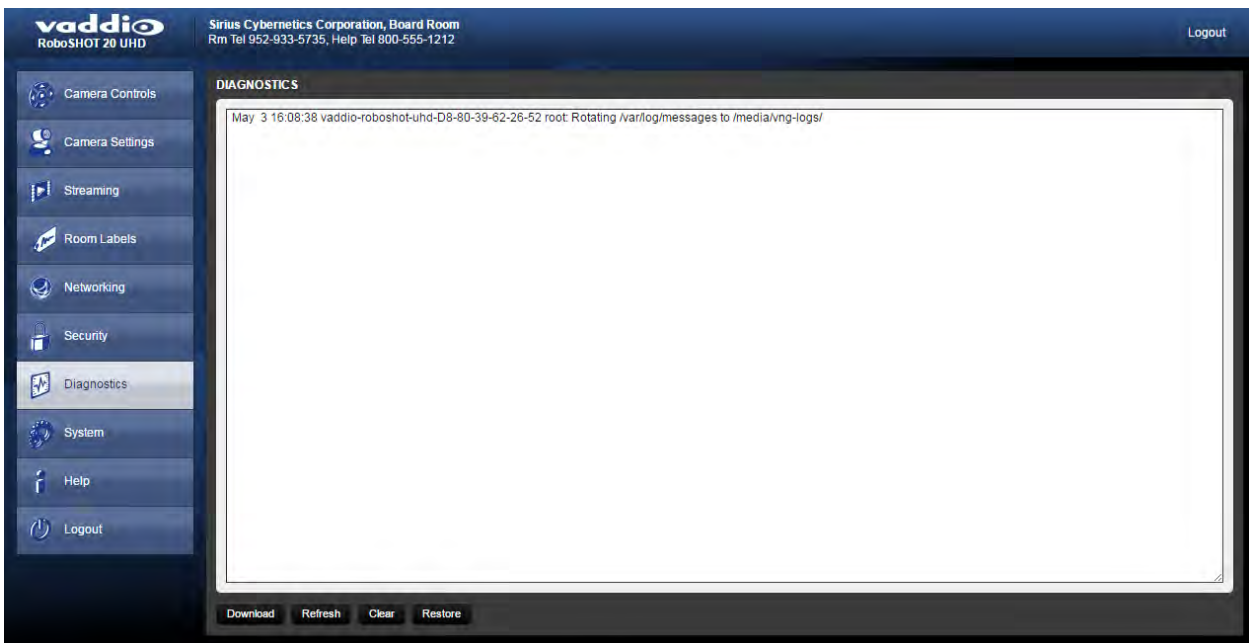 vaddio
RoboSHOT 20 UHD
Sirius Cybernetics Corporation, Board Room
Rm Tel 952-933-5735, Help Tel 800-555-1212
Logout
Camera Controls
Camera Settings
Streaming
Room Labels
Networking
Security
Diagnostics
System
Help
Logout
DIAGNOSTICS
May 3 16:08:38 vaddio-roboshot-uhd-D8-80-39-62-26-52 root: Rotating /var/log/messages to /media/vng-logs/
Download Refresh Clear Restore